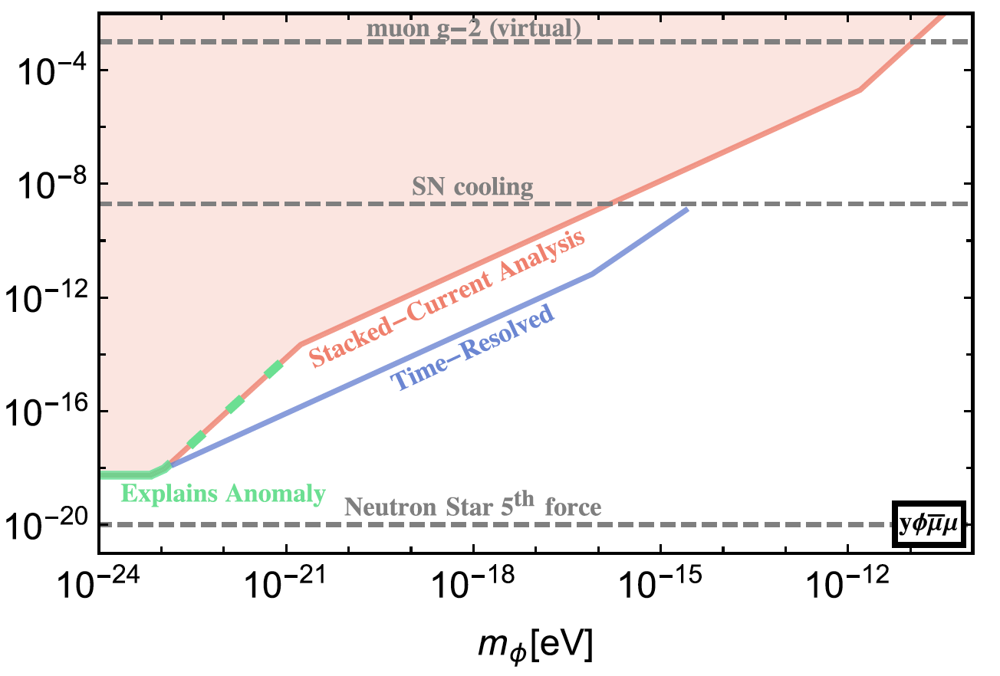 muon g−2 (virtual)
10⁻⁴
10⁻⁸
SN cooling
Stacked−Current Analysis
10⁻¹²
Time−Resolved
10⁻¹⁶
Explains Anomaly
Neutron Star 5ᵗʰ force
10⁻²⁰
yϕμ̅μ
10⁻²⁴ 10⁻²¹ 10⁻¹⁸ 10⁻¹⁵ 10⁻¹²
m_ϕ[eV]